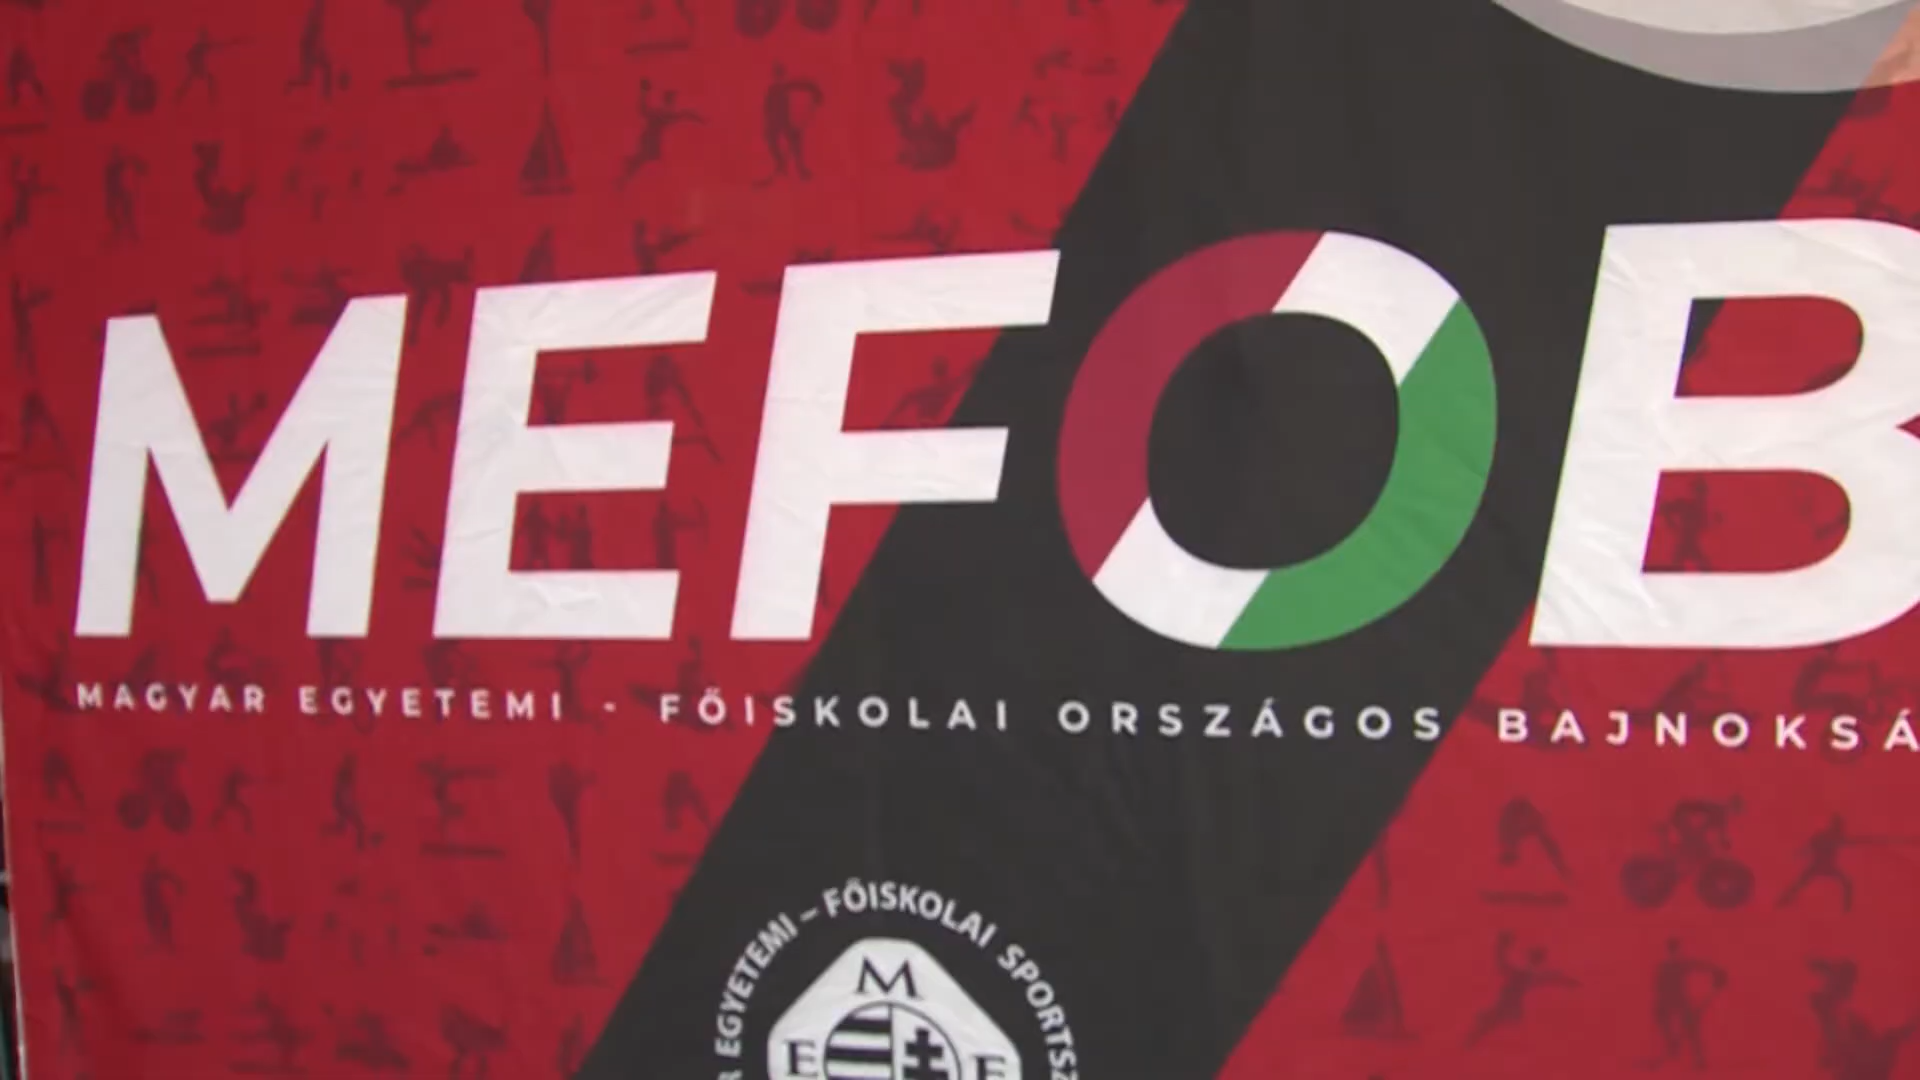 MEFOB
MAGYAR EGYETEMI - FŐISKOLAI ORSZÁGOS BAJNOKSÁ
R EGYETEMI – FŐISKOLAI SPORTSZ
M
E F